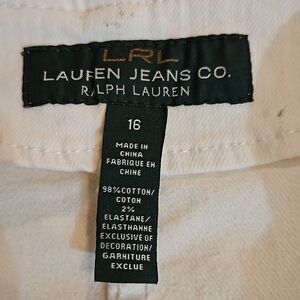 LRL
LAUREN JEANS CO.
RALPH LAUREN
16
MADE IN
CHINA
FABRIQUE EN
CHINE
98% COTTON/
COTON
2%
ELASTANE/
ELASTHANNE
EXCLUSIVE OF
DECORATION/
GARNITURE
EXCLUE